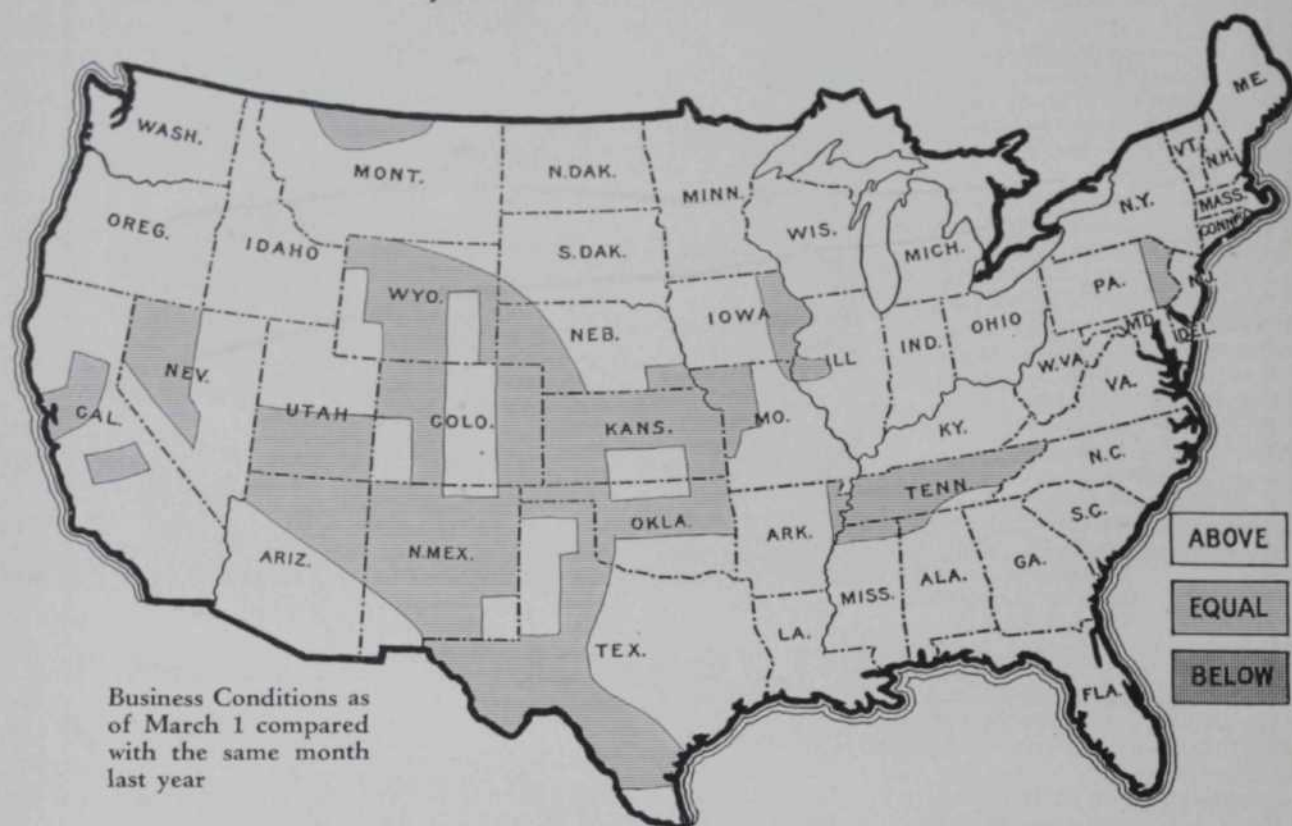 ME.
WASH.
VT.
N.H.
MONT.
N.DAK.
MINN.
MASS.
N.Y.
CONN.
OREG.
IDAHO
S.DAK.
WIS.
MICH.
PA.
N.J.
WYO.
IOWA
OHIO
NEB.
ILL
IND.
MD.
DEL.
NEV.
W.VA.
VA.
CAL.
UTAH
COLO.
KANS.
MO.
KY.
N.C.
TENN.
OKLA.
ARIZ.
N.MEX.
ARK.
S.C.
ABOVE
MISS.
ALA.
GA.
EQUAL
LA.
TEX.
BELOW
FLA.
Business Conditions as
of March 1 compared
with the same month
last year